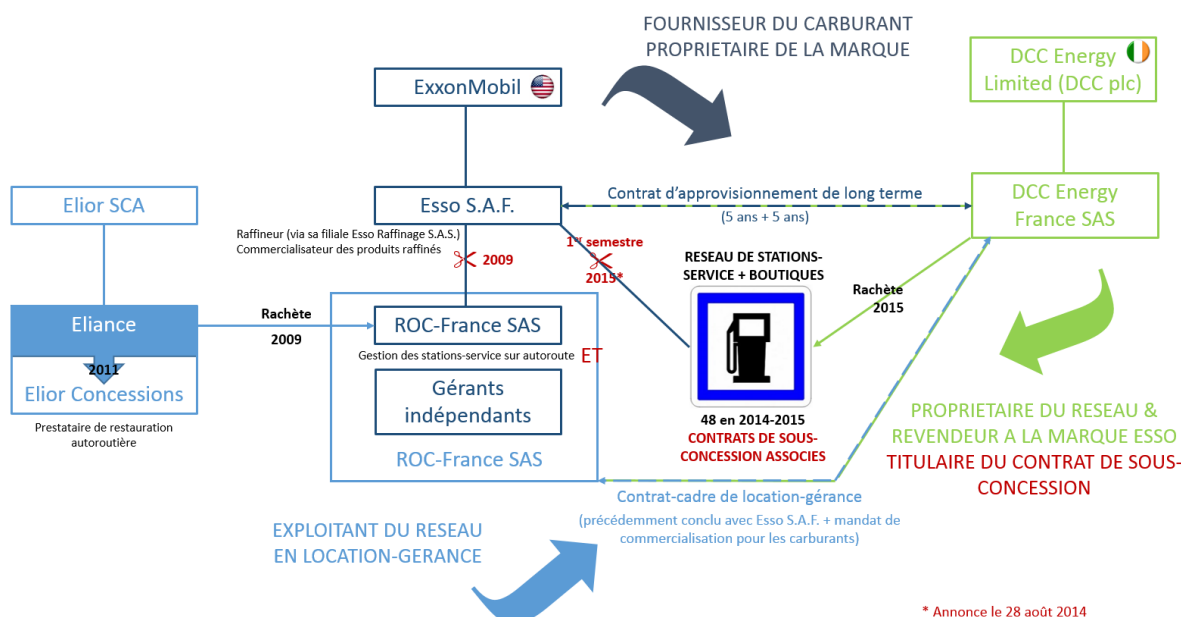 FOURNISSEUR DU CARBURANT
PROPRIETAIRE DE LA MARQUE
ExxonMobil
DCC Energy
Limited (DCC plc)
Elior SCA
Esso S.A.F.
Contrat d'approvisionnement de long terme
(5 ans + 5 ans)
DCC Energy
France SAS
Raffineur (via sa filiale Esso Raffinage S.A.S.)
Commercialisateur des produits raffinés
2009
1er semestre
2015*
RESEAU DE STATIONS-
SERVICE + BOUTIQUES
Rachète
2015
Eliance
2011
Elior Concessions
Prestataire de restauration
autoroutière
Rachète
2009
ROC-France SAS
Gestion des stations-service sur autoroute ET
Gérants
indépendants
ROC-France SAS
48 en 2014-2015
CONTRATS DE SOUS-
CONCESSION ASSOCIES
PROPRIETAIRE DU RESEAU &
REVENDEUR A LA MARQUE ESSO
TITULAIRE DU CONTRAT DE SOUS-
CONCESSION
Contrat-cadre de location-gérance
(précédemment conclu avec Esso S.A.F. + mandat de
commercialisation pour les carburants)
EXPLOITANT DU RESEAU
EN LOCATION-GERANCE
* Annonce le 28 août 2014